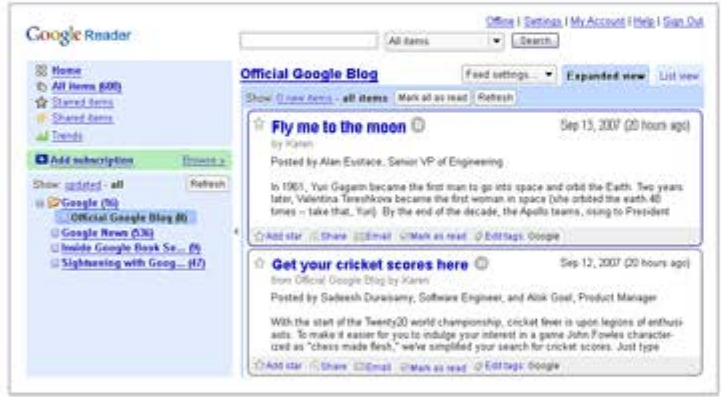 Offline | Settings | My Account | Help | Sign Out
Google Reader
All items
Search
Home
All items (600)
Starred items
Shared items
Trends
Add subscription
Browse »
Show: updated - all
Refresh
Google (96)
Official Google Blog (8)
Google News (536)
Inside Google Book Se... (9)
Sightseeing with Goog... (47)
Official Google Blog
Feed settings...
Expanded view
List view
Show: 0 new items - all items
Mark all as read
Refresh
Fly me to the moon
Sep 13, 2007 (20 hours ago)
by Karen
Posted by Alan Eustace, Senior VP of Engineering
In 1961, Yuri Gagarin became the first man to go into space and orbit the Earth. Two years
later, Valentina Tereshkova became the first woman in space (she orbited the earth 48
times -- take that, Yuri). By the end of the decade, the Apollo teams, rising to President
Add star Share Email Mark as read Edit tags: Google
Get your cricket scores here
Sep 12, 2007 (20 hours ago)
from Official Google Blog by Karen
Posted by Sadeesh Duraisamy, Software Engineer, and Alok Goel, Product Manager
With the start of the Twenty20 world championship, cricket fever is upon legions of enthusi-
asts. To make it easier for you to indulge your interest in a game John Fowles character-
ized as "chess made flesh," we've simplified your search for cricket scores. Just type
Add star Share Email Mark as read Edit tags: Google